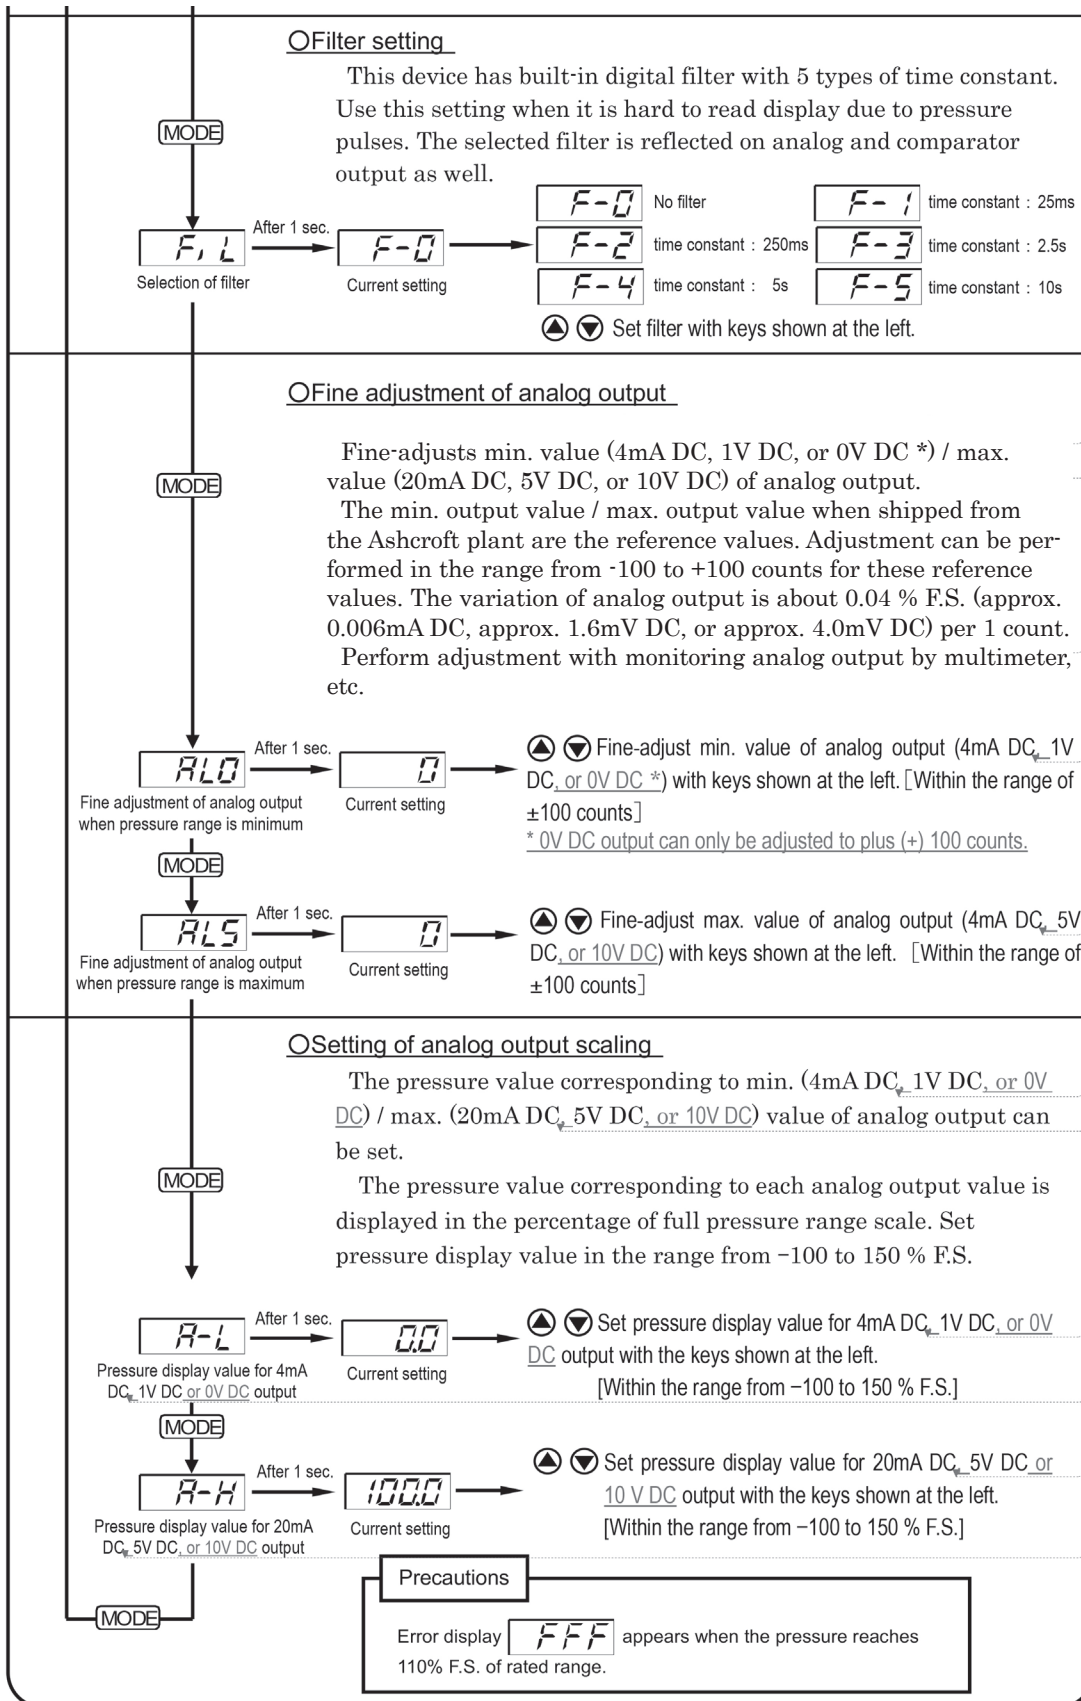 ○Filter setting
This device has built-in digital filter with 5 types of time constant.
Use this setting when it is hard to read display due to pressure
pulses. The selected filter is reflected on analog and comparator
output as well.
MODE
F-0 No filter F-1 time constant : 25ms
After 1 sec.
FiL F-0 F-2 time constant : 250ms F-3 time constant : 2.5s
Selection of filter Current setting F-4 time constant : 5s F-5 time constant : 10s
Set filter with keys shown at the left.
○Fine adjustment of analog output
Fine-adjusts min. value (4mA DC, 1V DC, or 0V DC *) / max.
value (20mA DC, 5V DC, or 10V DC) of analog output.
MODE
The min. output value / max. output value when shipped from
the Ashcroft plant are the reference values. Adjustment can be per-
formed in the range from -100 to +100 counts for these reference
values. The variation of analog output is about 0.04 % F.S. (approx.
0.006mA DC, approx. 1.6mV DC, or approx. 4.0mV DC) per 1 count.
Perform adjustment with monitoring analog output by multimeter,
etc.
After 1 sec.
AL0 0
Fine adjustment of analog output
when pressure range is minimum
Current setting
Fine-adjust min. value of analog output (4mA DC, 1V
DC, or 0V DC *) with keys shown at the left. [Within the range of
±100 counts]
* 0V DC output can only be adjusted to plus (+) 100 counts.
MODE
After 1 sec.
ALS 0
Fine adjustment of analog output
when pressure range is maximum
Current setting
Fine-adjust max. value of analog output (4mA DC, 5V
DC, or 10V DC) with keys shown at the left. [Within the range of
±100 counts]
○Setting of analog output scaling
The pressure value corresponding to min. (4mA DC, 1V DC, or 0V
DC) / max. (20mA DC, 5V DC, or 10V DC) value of analog output can
be set.
MODE
The pressure value corresponding to each analog output value is
displayed in the percentage of full pressure range scale. Set
pressure display value in the range from −100 to 150 % F.S.
After 1 sec.
A-L 0.0
Pressure display value for 4mA
DC, 1V DC or 0V DC output
Current setting
Set pressure display value for 4mA DC, 1V DC, or 0V
DC output with the keys shown at the left.
[Within the range from −100 to 150 % F.S.]
MODE
After 1 sec.
A-H 100.0
Pressure display value for 20mA
DC, 5V DC, or 10V DC output
Current setting
Set pressure display value for 20mA DC, 5V DC or
10 V DC output with the keys shown at the left.
[Within the range from −100 to 150 % F.S.]
MODE
Precautions
Error display FFF appears when the pressure reaches
110% F.S. of rated range.